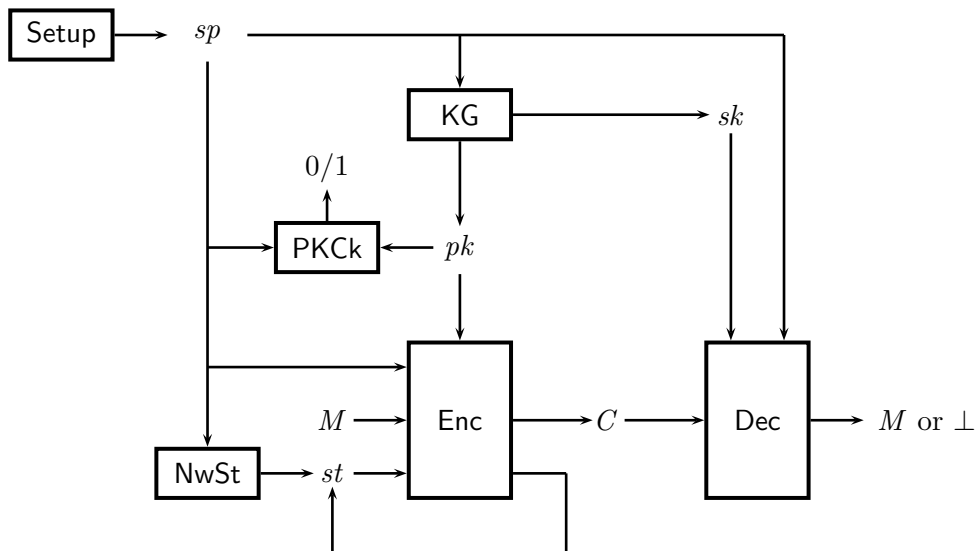 Setup
sp
KG
sk
0/1
PKCk
pk
M
Enc
C
Dec
M or ⊥
NwSt
st